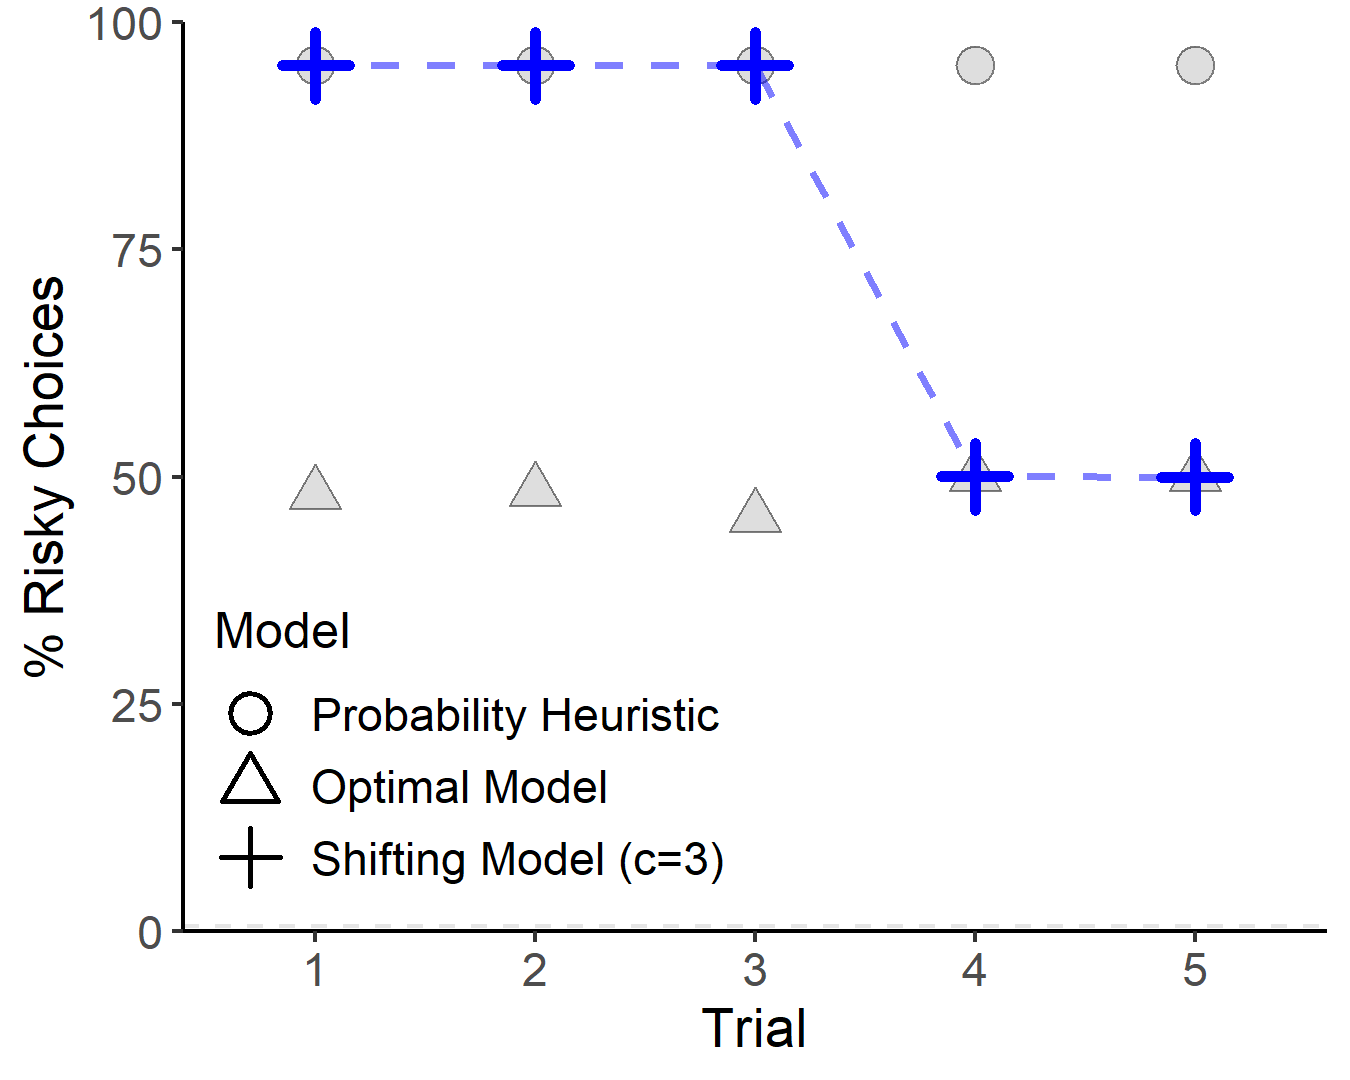 100
75
50
25
0
% Risky Choices
Model
Probability Heuristic
Optimal Model
Shifting Model (c=3)
1 2 3 4 5
Trial